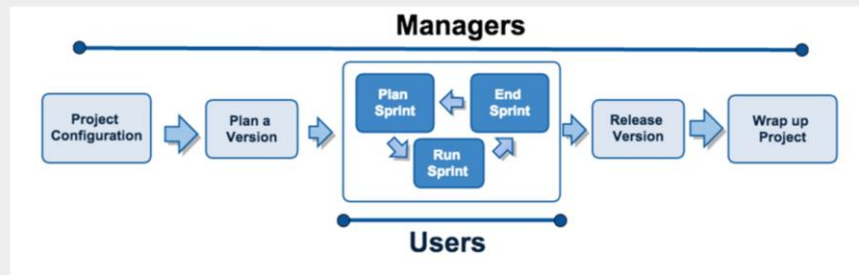 Managers
Project
Configuration
Plan a
Version
Plan
Sprint
End
Sprint
Run
Sprint
Release
Version
Wrap up
Project
Users